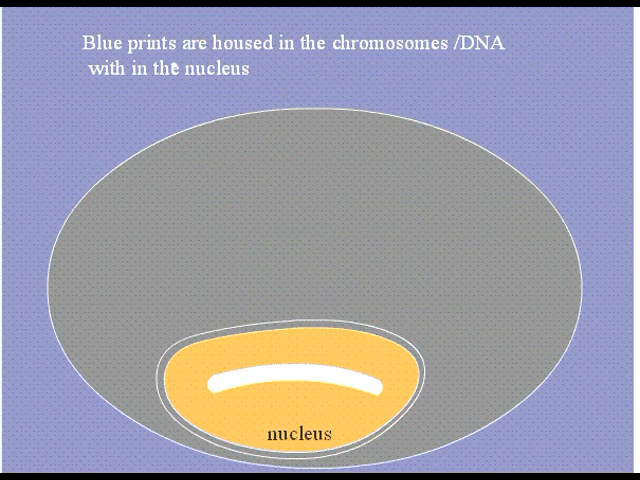 Blue prints are housed in the chromosomes /DNA
with in the nucleus
nucleus